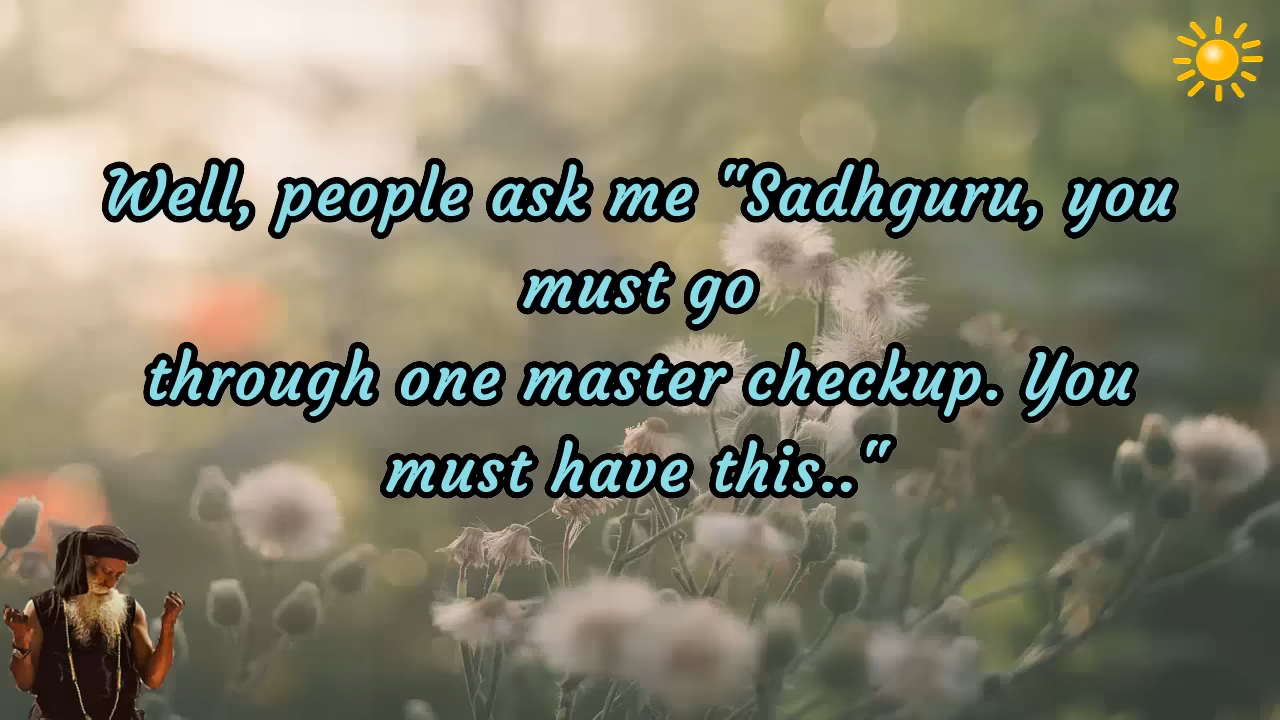 Well, people ask me "Sadhguru, you
must go
through one master checkup. You
must have this.."